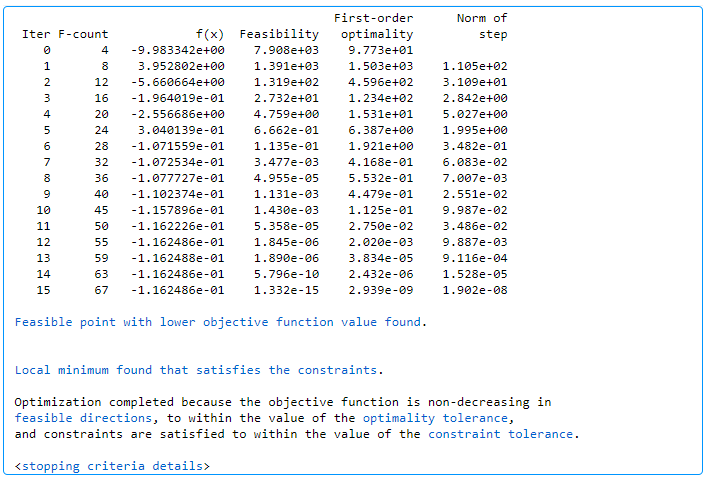 First-order Norm of
Iter F-count f(x) Feasibility optimality step
0 4 -9.983342e+00 7.908e+03 9.773e+01
1 8 3.952802e+00 1.391e+03 1.503e+03 1.105e+02
2 12 -5.660664e+00 1.319e+02 4.596e+02 3.109e+01
3 16 -1.964019e-01 2.732e+01 1.234e+02 2.842e+00
4 20 -2.556686e+00 4.759e+00 1.531e+01 5.027e+00
5 24 3.040139e-01 6.662e-01 6.387e+00 1.995e+00
6 28 -1.071559e-01 1.135e-01 1.921e+00 3.482e-01
7 32 -1.072534e-01 3.477e-03 4.168e-01 6.083e-02
8 36 -1.077727e-01 4.955e-05 5.532e-01 7.007e-03
9 40 -1.102374e-01 1.131e-03 4.479e-01 2.551e-02
10 45 -1.157896e-01 1.430e-03 1.125e-01 9.987e-02
11 50 -1.162226e-01 5.358e-05 2.750e-02 3.486e-02
12 55 -1.162486e-01 1.845e-06 2.020e-03 9.887e-03
13 59 -1.162488e-01 1.890e-06 3.834e-05 9.116e-04
14 63 -1.162486e-01 5.796e-10 2.432e-06 1.528e-05
15 67 -1.162486e-01 1.332e-15 2.939e-09 1.902e-08
Feasible point with lower objective function value found.
Local minimum found that satisfies the constraints.
Optimization completed because the objective function is non-decreasing in
feasible directions, to within the value of the optimality tolerance,
and constraints are satisfied to within the value of the constraint tolerance.
<stopping criteria details>